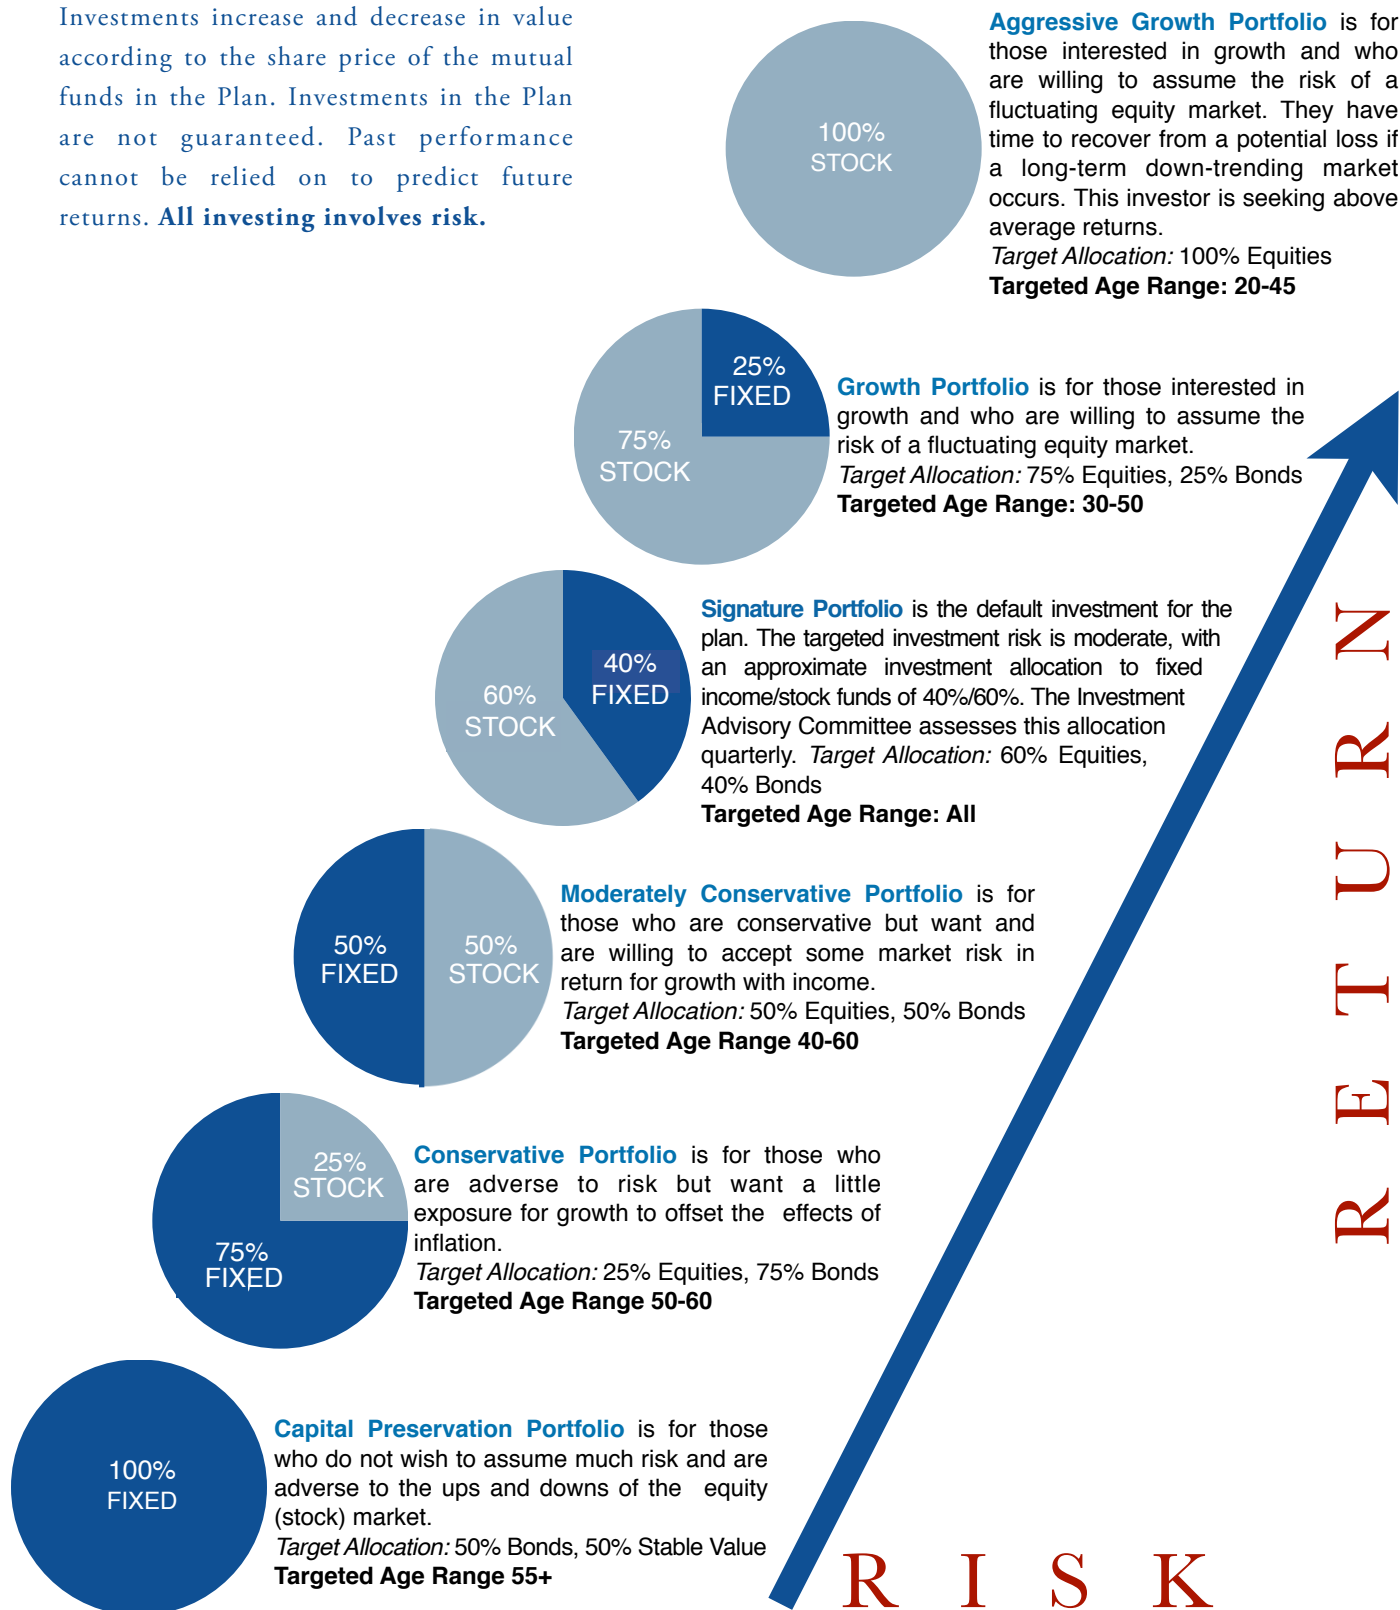 Investments increase and decrease in value
according to the share price of the mutual
funds in the Plan. Investments in the Plan
are not guaranteed. Past performance
cannot be relied on to predict future
returns. All investing involves risk.
100%
STOCK
Aggressive Growth Portfolio is for
those interested in growth and who
are willing to assume the risk of a
fluctuating equity market. They have
time to recover from a potential loss if
a long-term down-trending market
occurs. This investor is seeking above
average returns.
Target Allocation: 100% Equities
Targeted Age Range: 20-45
25%
FIXED
75%
STOCK
Growth Portfolio is for those interested in
growth and who are willing to assume the
risk of a fluctuating equity market.
Target Allocation: 75% Equities, 25% Bonds
Targeted Age Range: 30-50
40%
FIXED
60%
STOCK
Signature Portfolio is the default investment for the
plan. The targeted investment risk is moderate, with
an approximate investment allocation to fixed
income/stock funds of 40%/60%. The Investment
Advisory Committee assesses this allocation
quarterly. Target Allocation: 60% Equities,
40% Bonds
Targeted Age Range: All
50%
FIXED
50%
STOCK
Moderately Conservative Portfolio is for
those who are conservative but want and
are willing to accept some market risk in
return for growth with income.
Target Allocation: 50% Equities, 50% Bonds
Targeted Age Range 40-60
25%
STOCK
75%
FIXED
Conservative Portfolio is for those who
are adverse to risk but want a little
exposure for growth to offset the effects of
inflation.
Target Allocation: 25% Equities, 75% Bonds
Targeted Age Range 50-60
100%
FIXED
Capital Preservation Portfolio is for those
who do not wish to assume much risk and are
adverse to the ups and downs of the equity
(stock) market.
Target Allocation: 50% Bonds, 50% Stable Value
Targeted Age Range 55+
RISK
RETURN